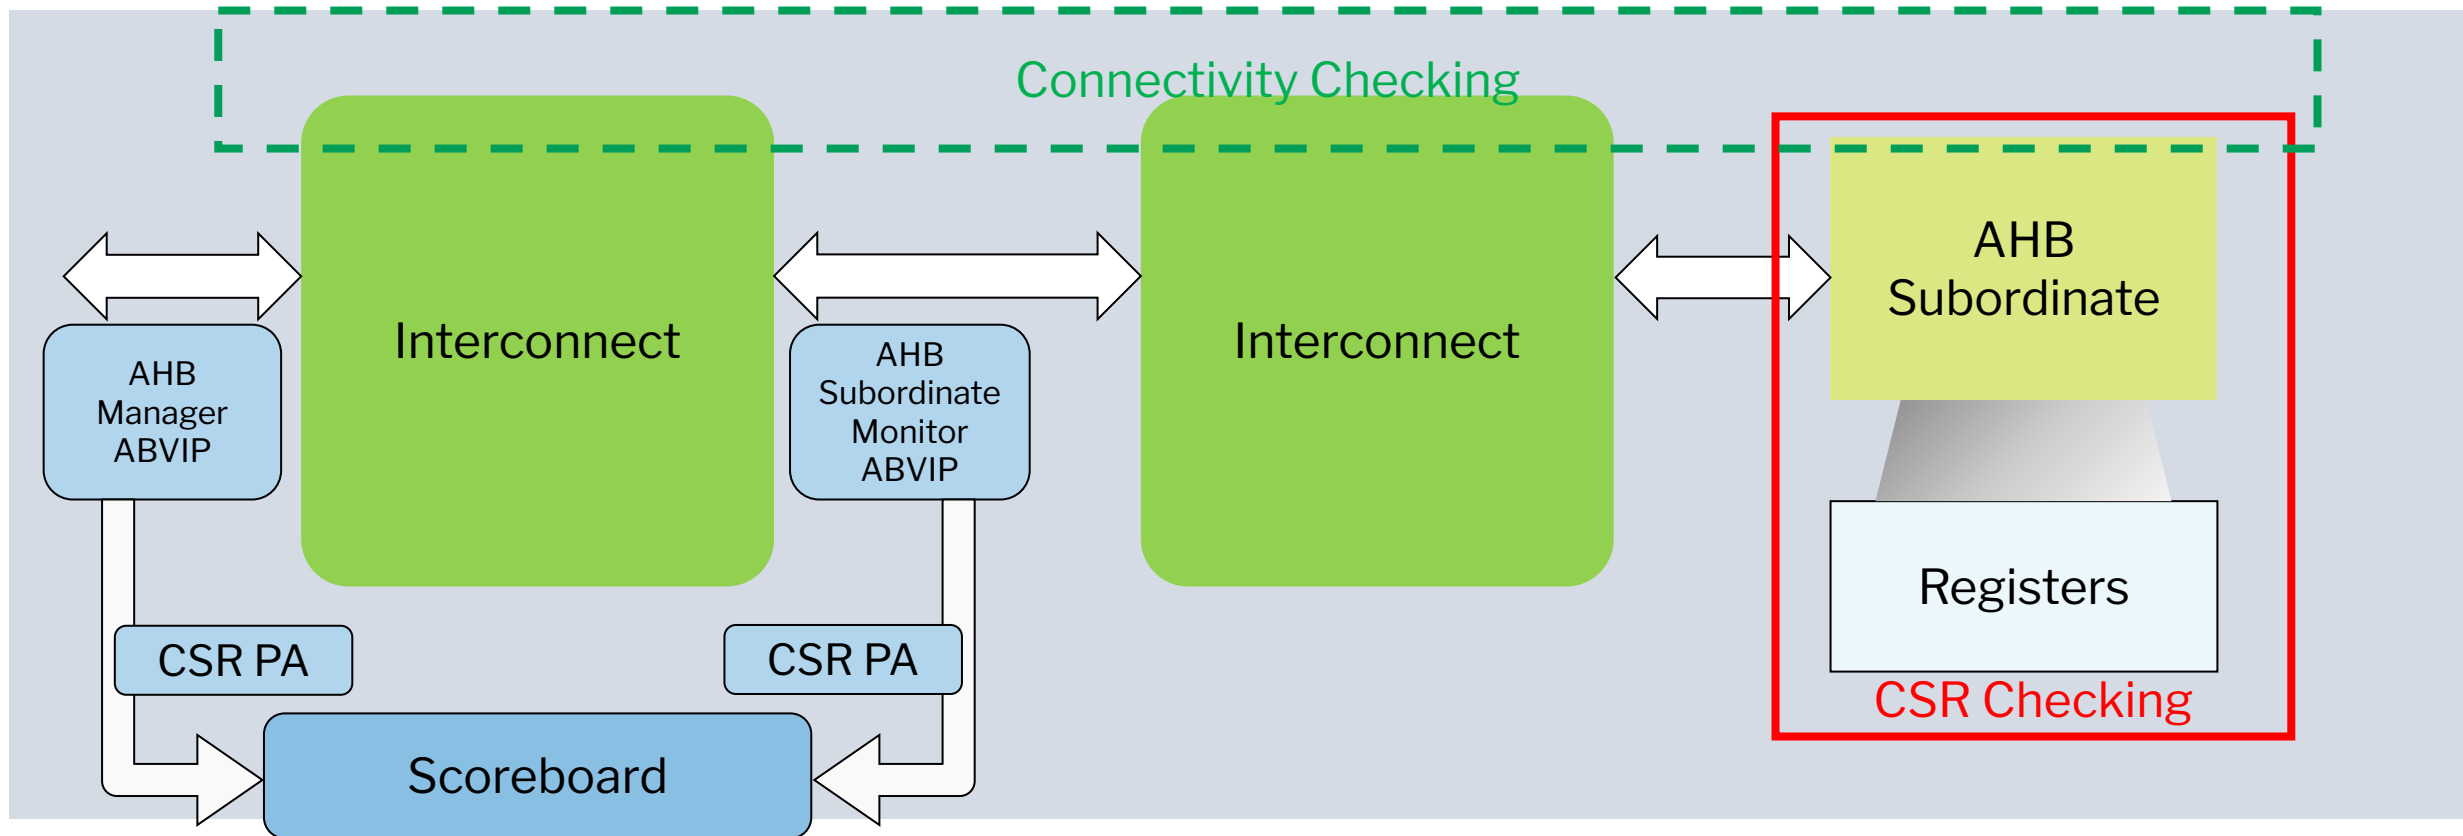 Connectivity Checking
Interconnect
Interconnect
AHB
Subordinate
AHB
Manager
ABVIP
AHB
Subordinate
Monitor
ABVIP
Registers
CSR PA
CSR PA
CSR Checking
Scoreboard